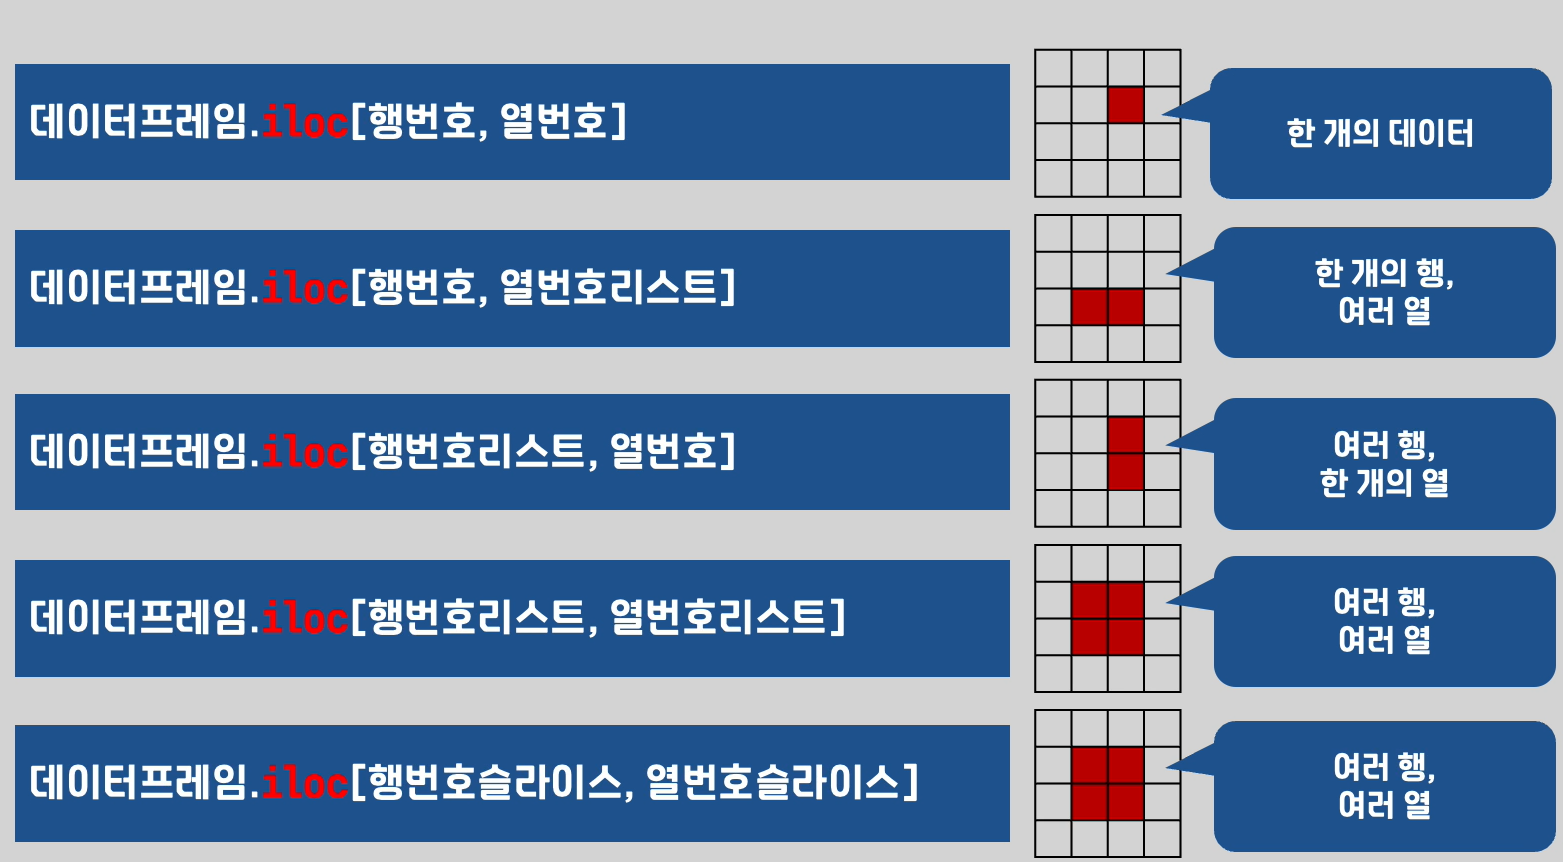 데이터프레임.iloc[행번호, 열번호]
한 개의 데이터
데이터프레임.iloc[행번호, 열번호리스트]
한 개의 행,
여러 열
데이터프레임.iloc[행번호리스트, 열번호]
여러 행,
한 개의 열
데이터프레임.iloc[행번호리스트, 열번호리스트]
여러 행,
여러 열
데이터프레임.iloc[행번호슬라이스, 열번호슬라이스]
여러 행,
여러 열